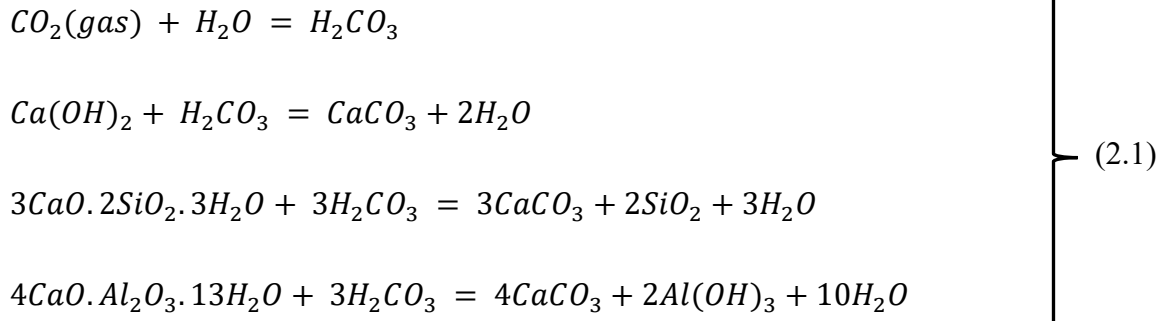 CO₂(gas) + H₂O = H₂CO₃
Ca(OH)₂ + H₂CO₃ = CaCO₃ + 2H₂O
(2.1)
3CaO.2SiO₂.3H₂O + 3H₂CO₃ = 3CaCO₃ + 2SiO₂ + 3H₂O
4CaO.Al₂O₃.13H₂O + 3H₂CO₃ = 4CaCO₃ + 2Al(OH)₃ + 10H₂O